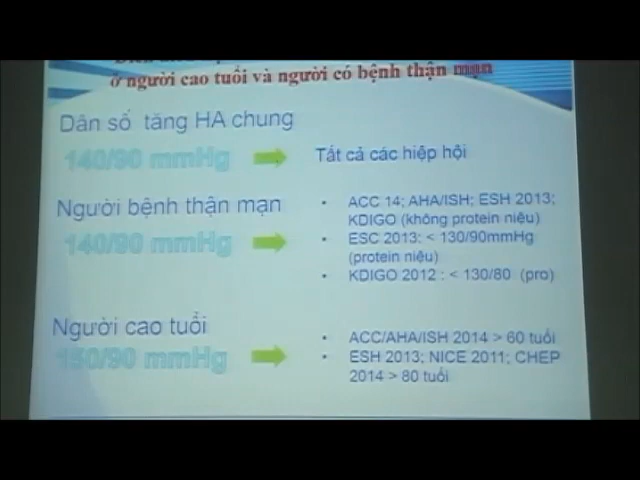 ở người cao tuổi và người có bệnh thận mạn
Dân số tăng HA chung
140/90 mmHg
Tất cả các hiệp hội
Người bệnh thận mạn
140/90 mmHg
• ACC 14; AHA/ISH; ESH 2013;
KDIGO (không protein niệu)
• ESC 2013: < 130/90mmHg
(protein niệu)
• KDIGO 2012 : < 130/80 (pro)
Người cao tuổi
150/90 mmHg
• ACC/AHA/ISH 2014 > 60 tuổi
• ESH 2013; NICE 2011; CHEP
2014 > 80 tuổi